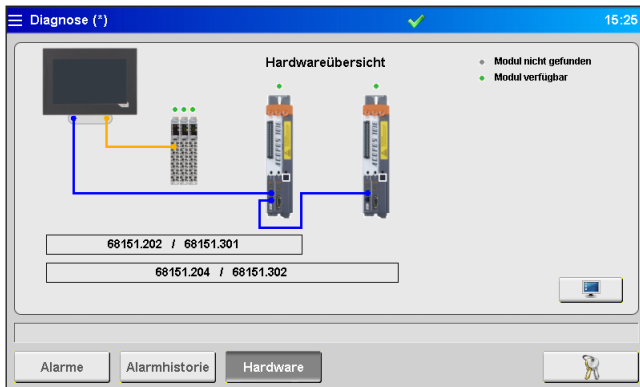 Diagnose (*)
15:25
Hardwareübersicht
Modul nicht gefunden
Modul verfügbar
68151.202 / 68151.301
68151.204 / 68151.302
Alarme
Alarmhistorie
Hardware